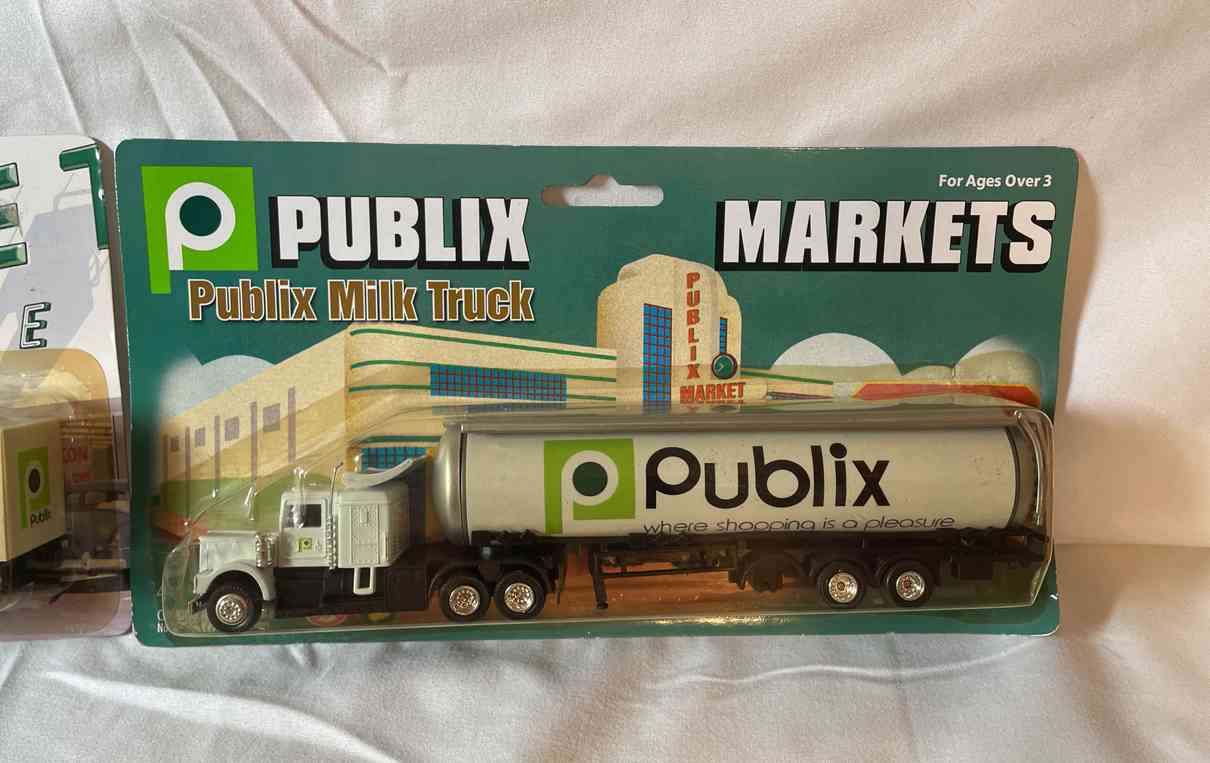 For Ages Over 3
PUBLIX MARKETS
Publix Milk Truck
PUBLIX
MARKET
Publix
where shopping is a pleasure
E
E
Publix